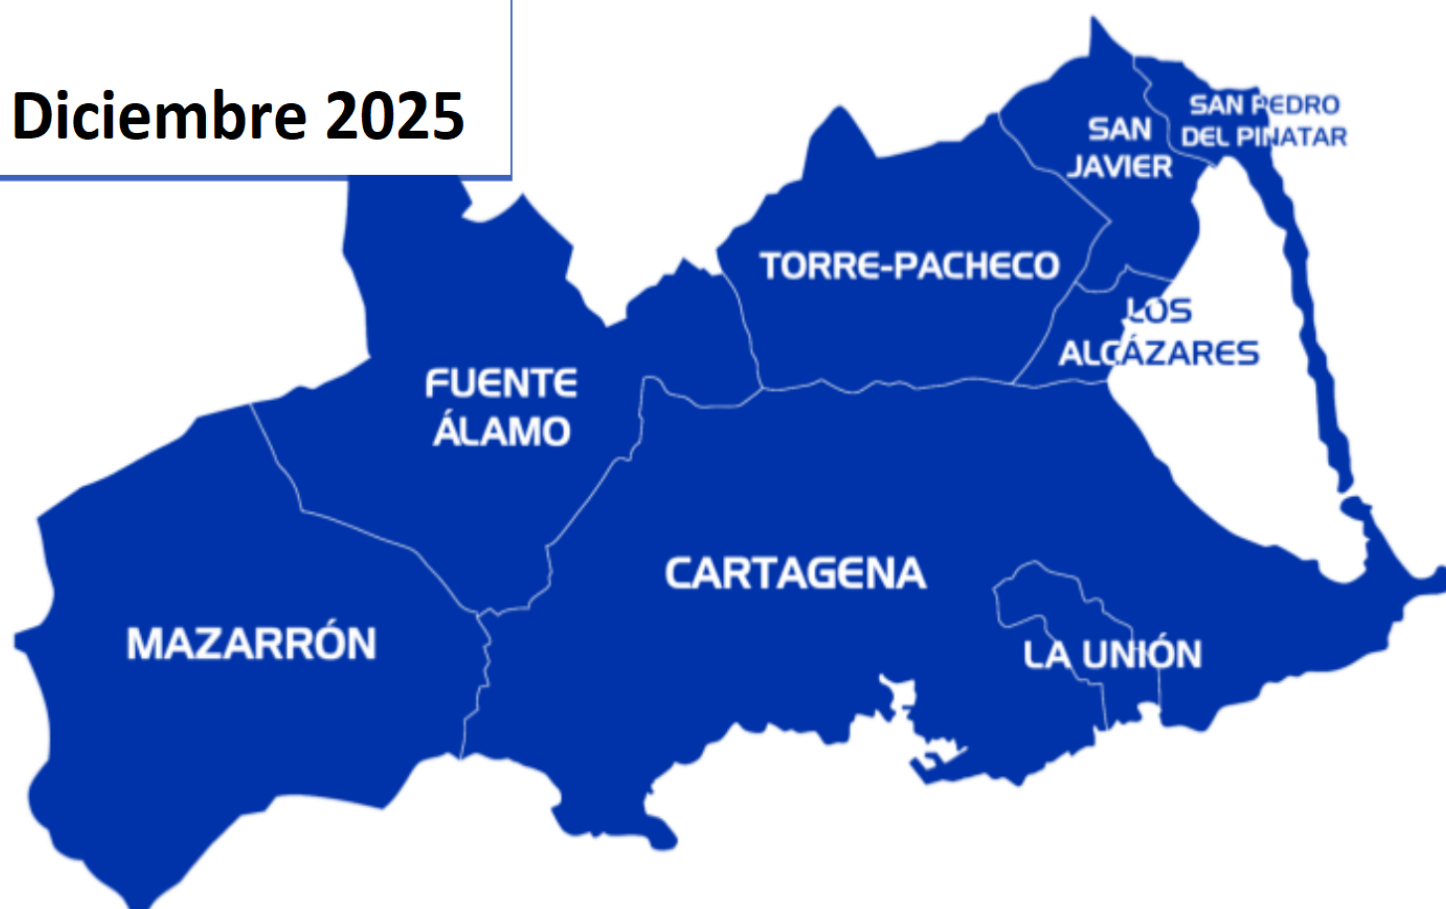 Diciembre 2025
SAN PEDRO
DEL PINATAR
SAN
JAVIER
TORRE-PACHECO
LOS
ALCÁZARES
FUENTE
ÁLAMO
CARTAGENA
MAZARRÓN
LA UNIÓN